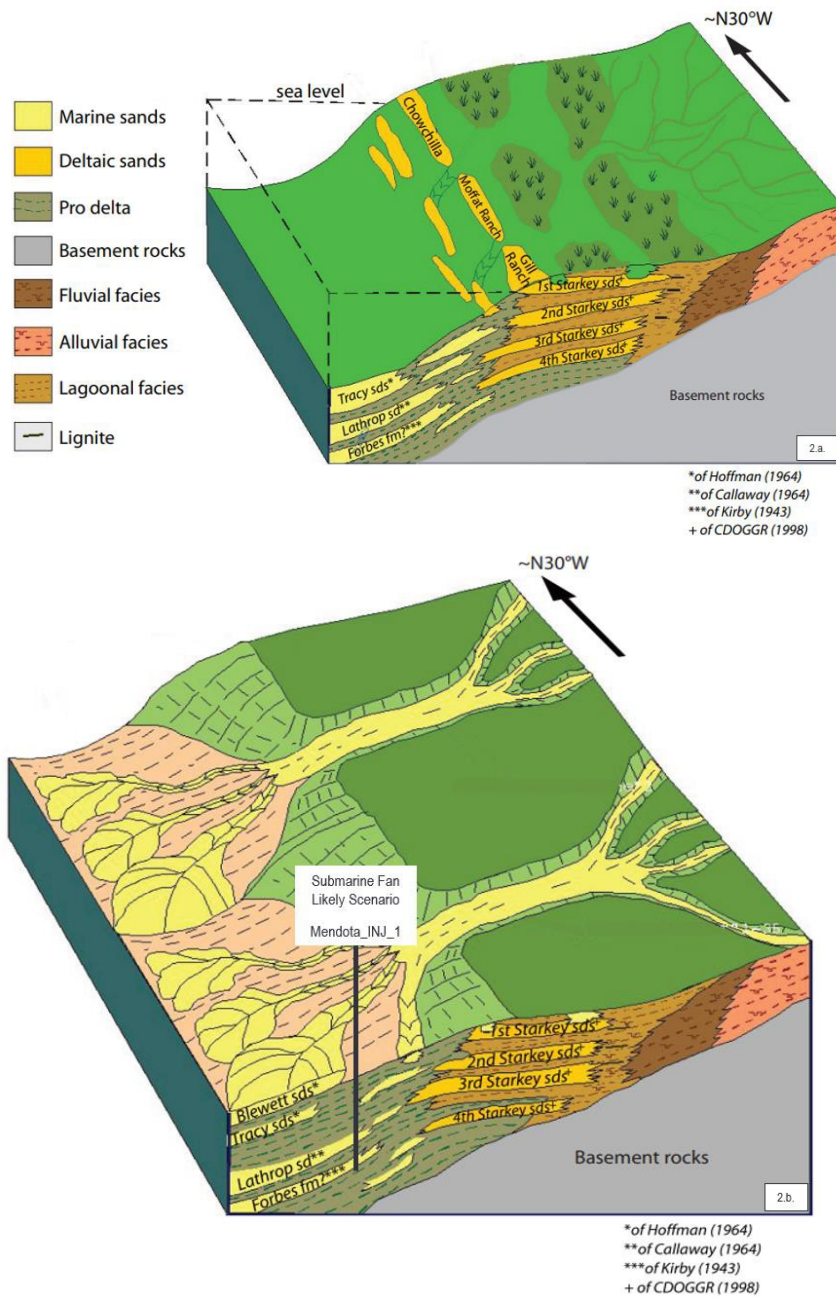 ~N30°W
sea level
Marine sands
Deltaic sands
Pro delta
Basement rocks
Fluvial facies
Alluvial facies
Lagoonal facies
Lignite
Chowchilla
Moffat Ranch
Gill
Ranch
1st Starkey sds+
2nd Starkey sds+
3rd Starkey sds+
4th Starkey sds+
Tracy sds*
Lathrop sd**
Forbes fm?***
Basement rocks
2.a.
*of Hoffman (1964)
**of Callaway (1964)
***of Kirby (1943)
+ of CDOGGR (1998)
~N30°W
Submarine Fan
Likely Scenario
Mendota_INJ_1
1st Starkey sds+
2nd Starkey sds+
3rd Starkey sds+
4th Starkey sds+
Blewett sds*
Tracy sds*
Lathrop sd**
Forbes fm?***
Basement rocks
2.b.
*of Hoffman (1964)
**of Callaway (1964)
***of Kirby (1943)
+ of CDOGGR (1998)